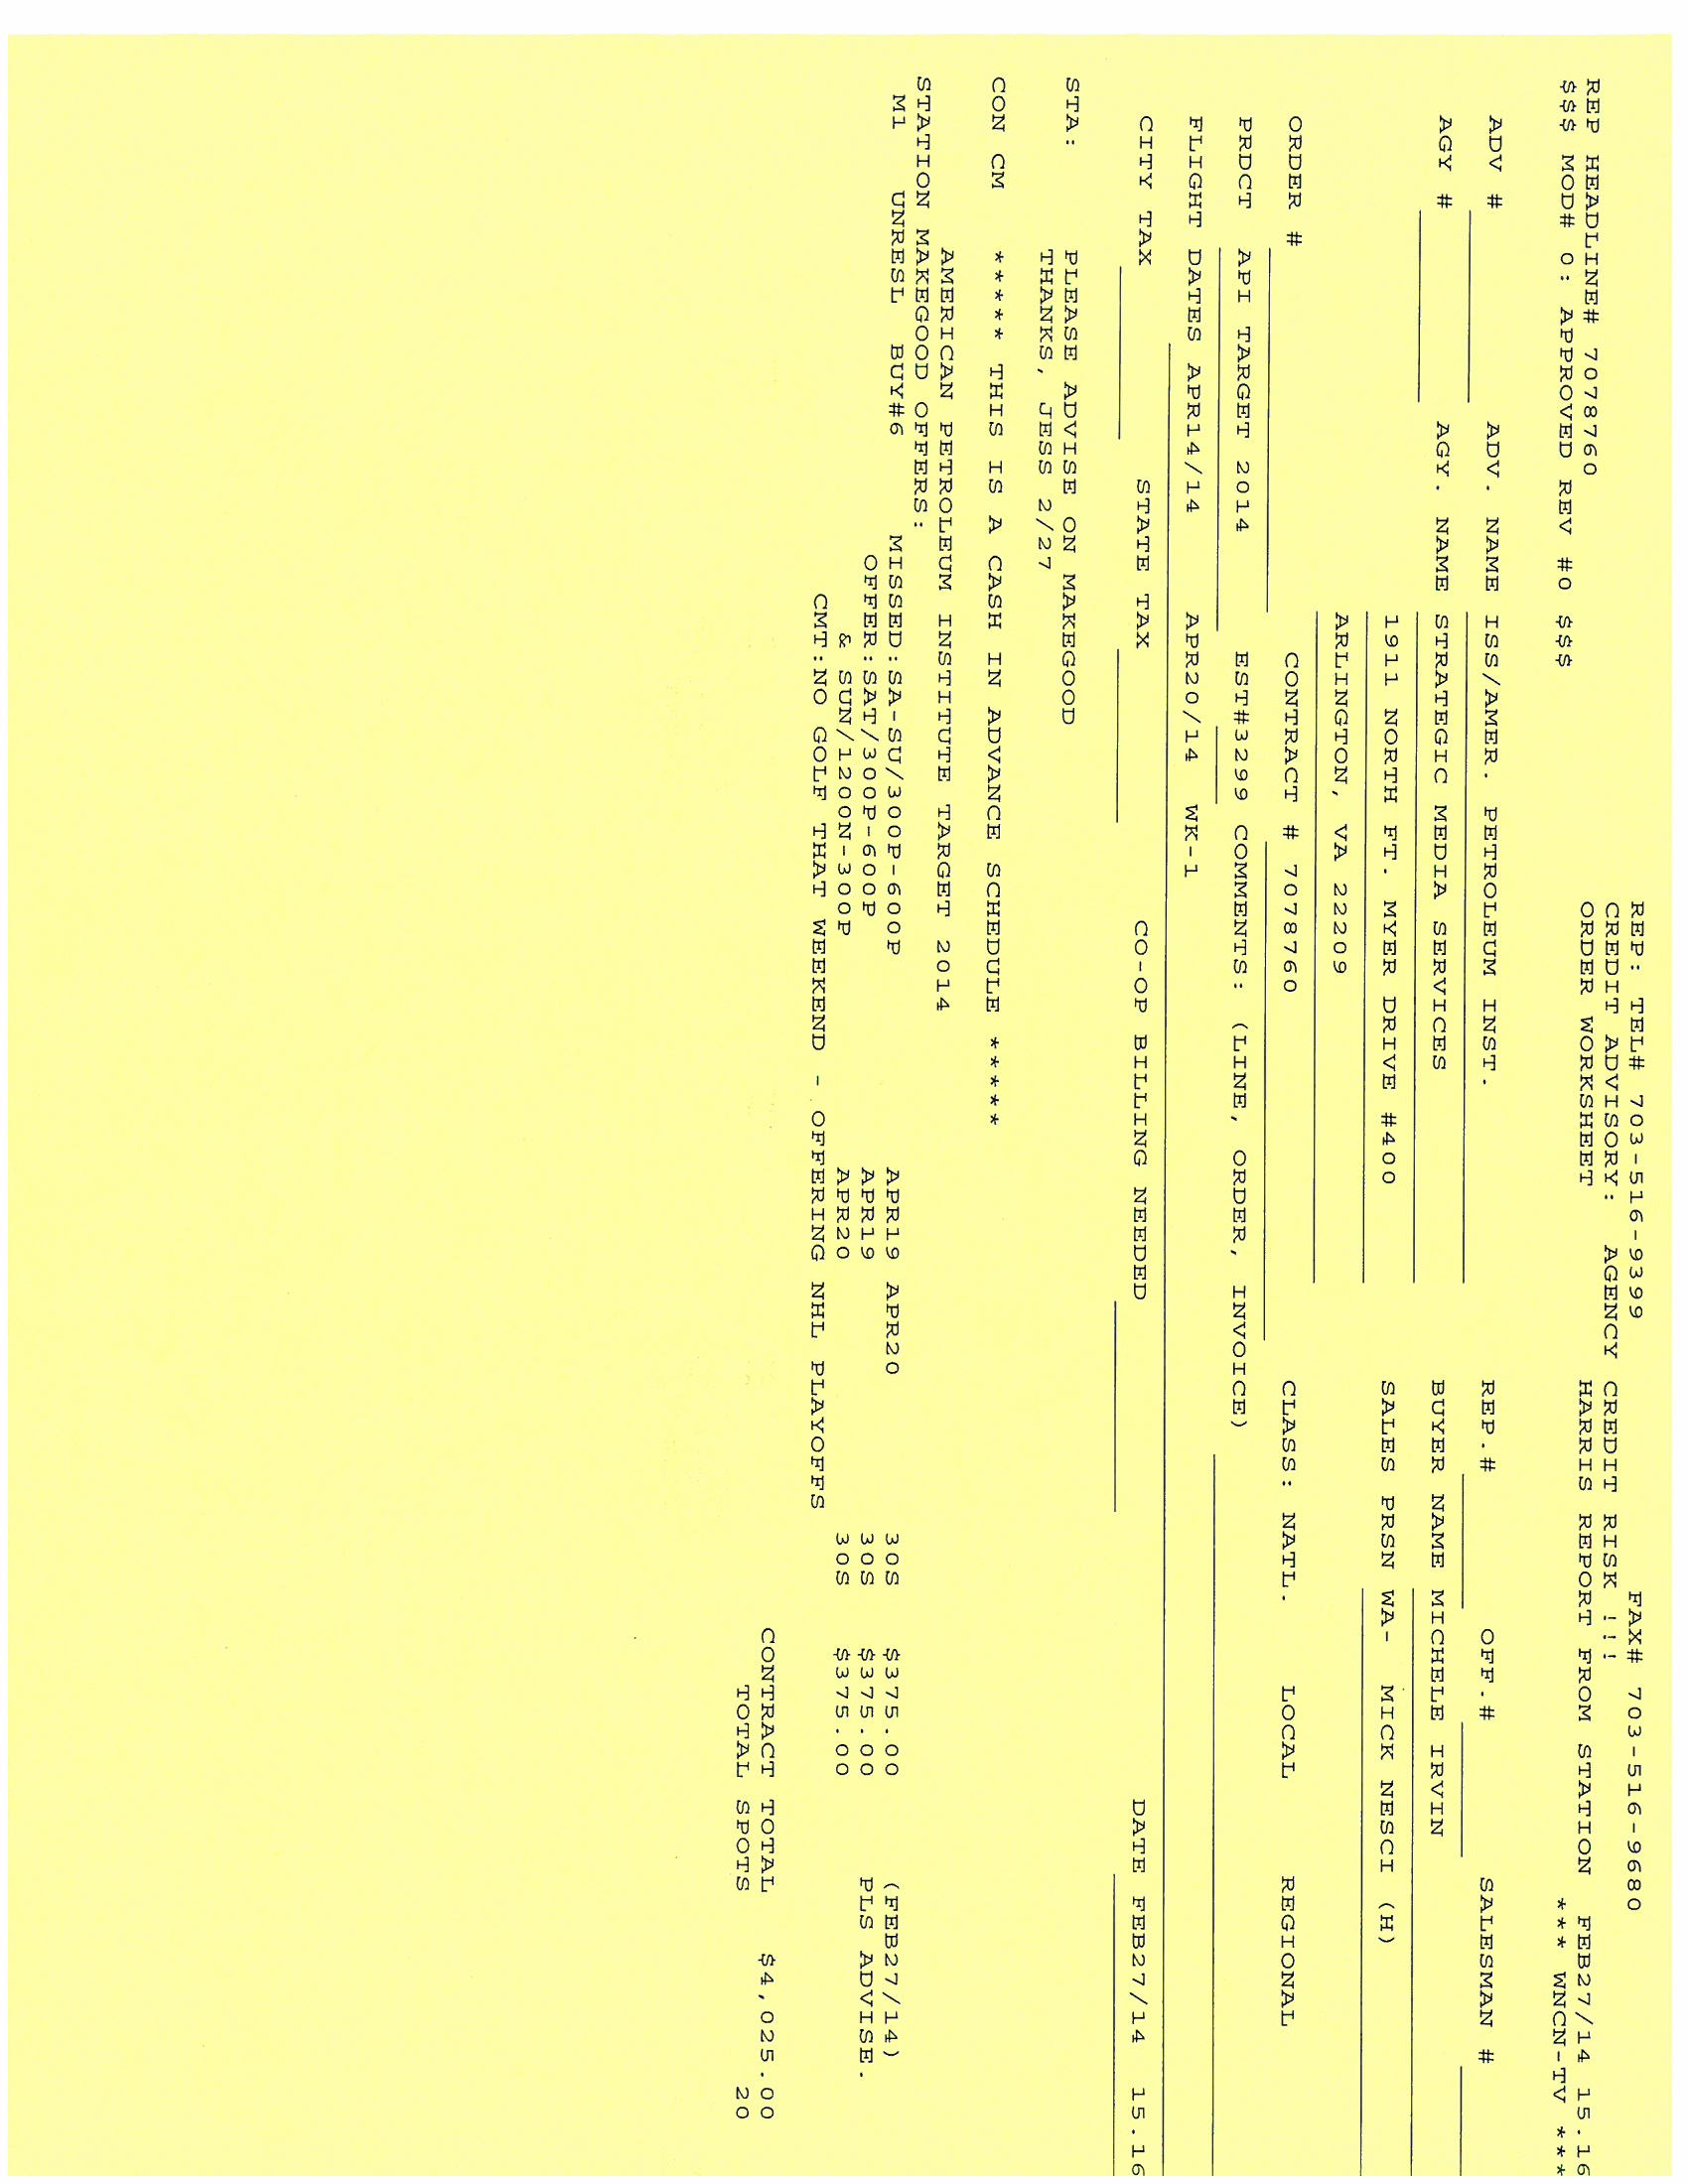 REP: TEL# 703-516-9399 FAX# 703-516-9680
CREDIT ADVISORY: AGENCY CREDIT RISK !!!
REP HEADLINE# 7078760 ORDER WORKSHEET HARRIS REPORT FROM STATION FEB27/14 15.16
$$$ MOD# 0: APPROVED REV #0 $$$ *** WNCN-TV ***
ADV # ADV. NAME ISS/AMER. PETROLEUM INST. REP.# OFF.# SALESMAN #
AGY # AGY. NAME STRATEGIC MEDIA SERVICES BUYER NAME MICHELE IRVIN
1911 NORTH FT. MYER DRIVE #400 SALES PRSN WA- MICK NESCI (H)
ARLINGTON, VA 22209
ORDER # CONTRACT # 7078760 CLASS: NATL. LOCAL REGIONAL
PRDCT API TARGET 2014 EST#3299 COMMENTS: (LINE, ORDER, INVOICE)
FLIGHT DATES APR14/14 APR20/14 WK-1
CITY TAX STATE TAX CO-OP BILLING NEEDED DATE FEB27/14 15.16
STA: PLEASE ADVISE ON MAKEGOOD
THANKS, JESS 2/27
CON CM ***** THIS IS A CASH IN ADVANCE SCHEDULE *****
AMERICAN PETROLEUM INSTITUTE TARGET 2014
STATION MAKEGOOD OFFERS:
M1 UNRESL BUY#6 MISSED:SA-SU/300P-600P APR19 APR20 30S $375.00 (FEB27/14)
OFFER:SAT/300P-600P APR19 30S $375.00 PLS ADVISE.
& SUN/1200N-300P APR20 30S $375.00
CMT:NO GOLF THAT WEEKEND - OFFERING NHL PLAYOFFS
CONTRACT TOTAL $4,025.00
TOTAL SPOTS 20